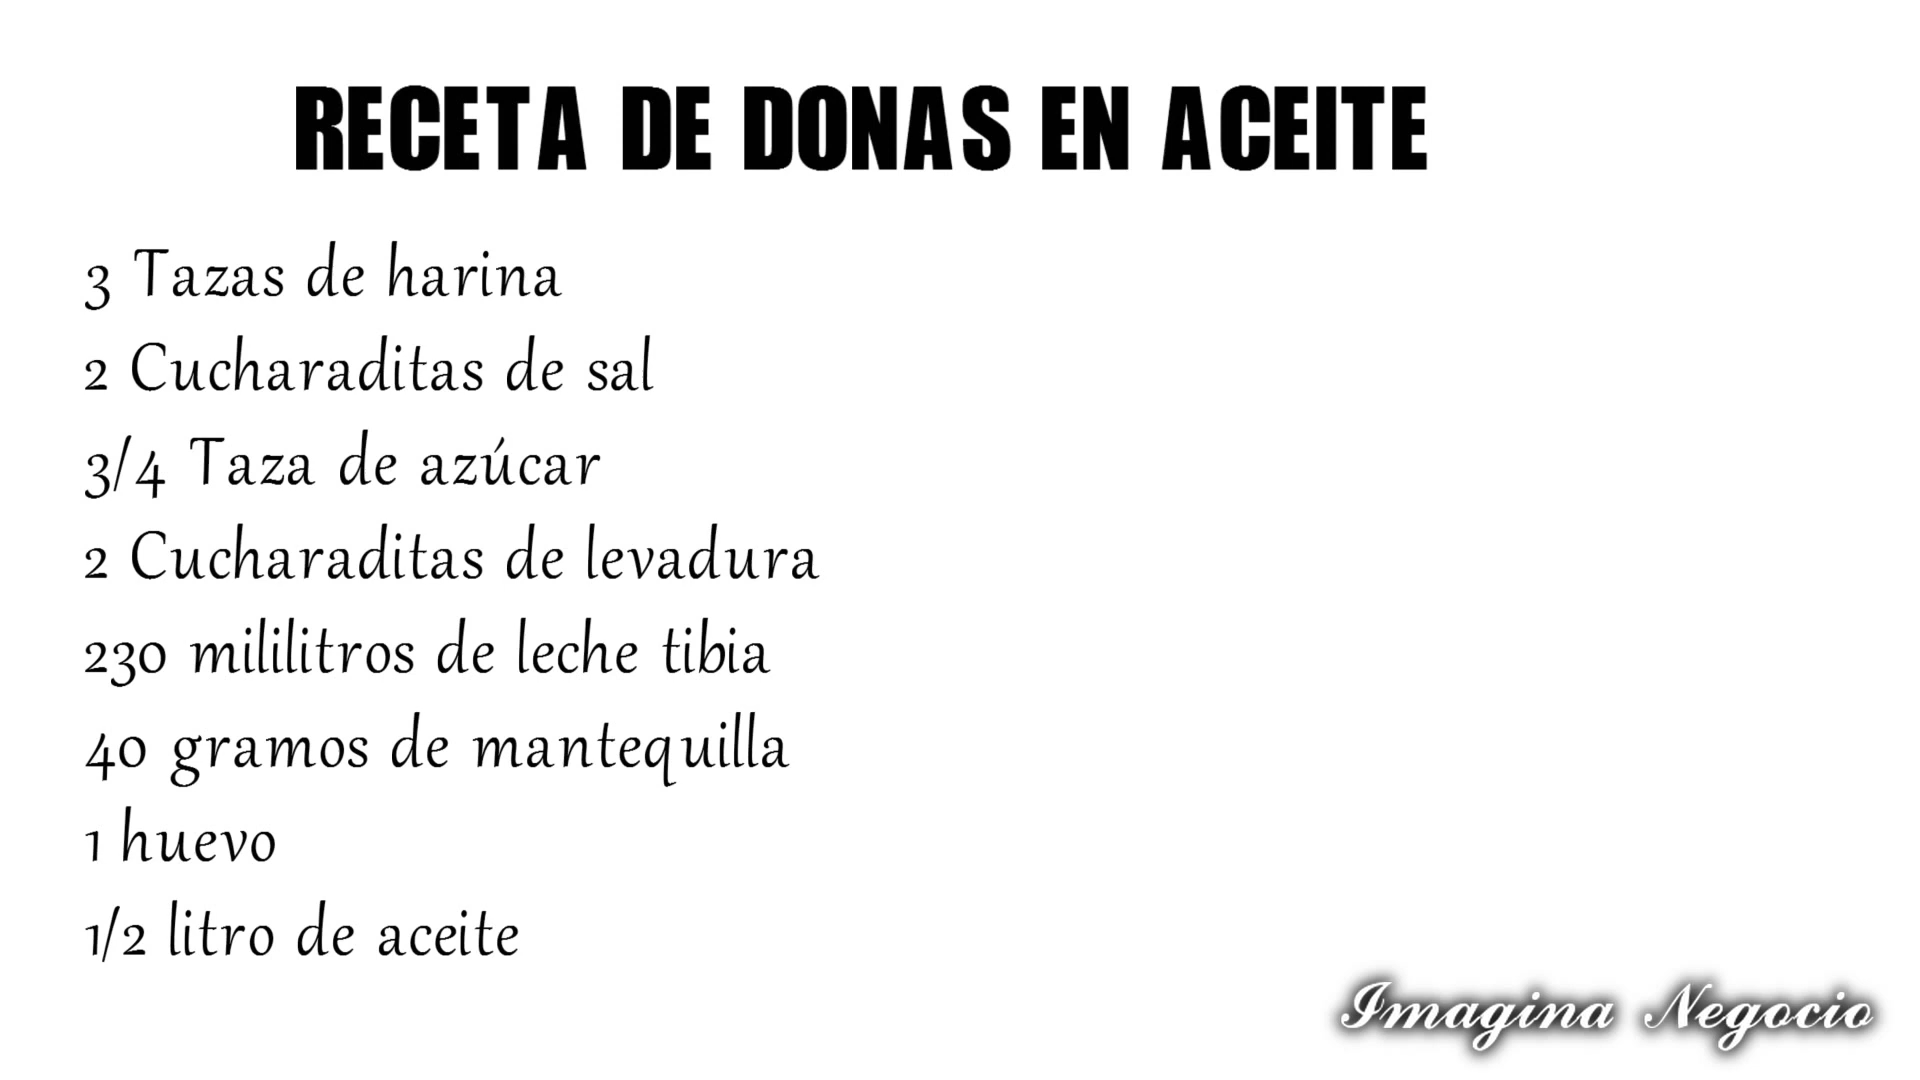 RECETA DE DONAS EN ACEITE
3 Tazas de harina
2 Cucharaditas de sal
3/4 Taza de azúcar
2 Cucharaditas de levadura
230 mililitros de leche tibia
40 gramos de mantequilla
1 huevo
1/2 litro de aceite
Imagina Negocio